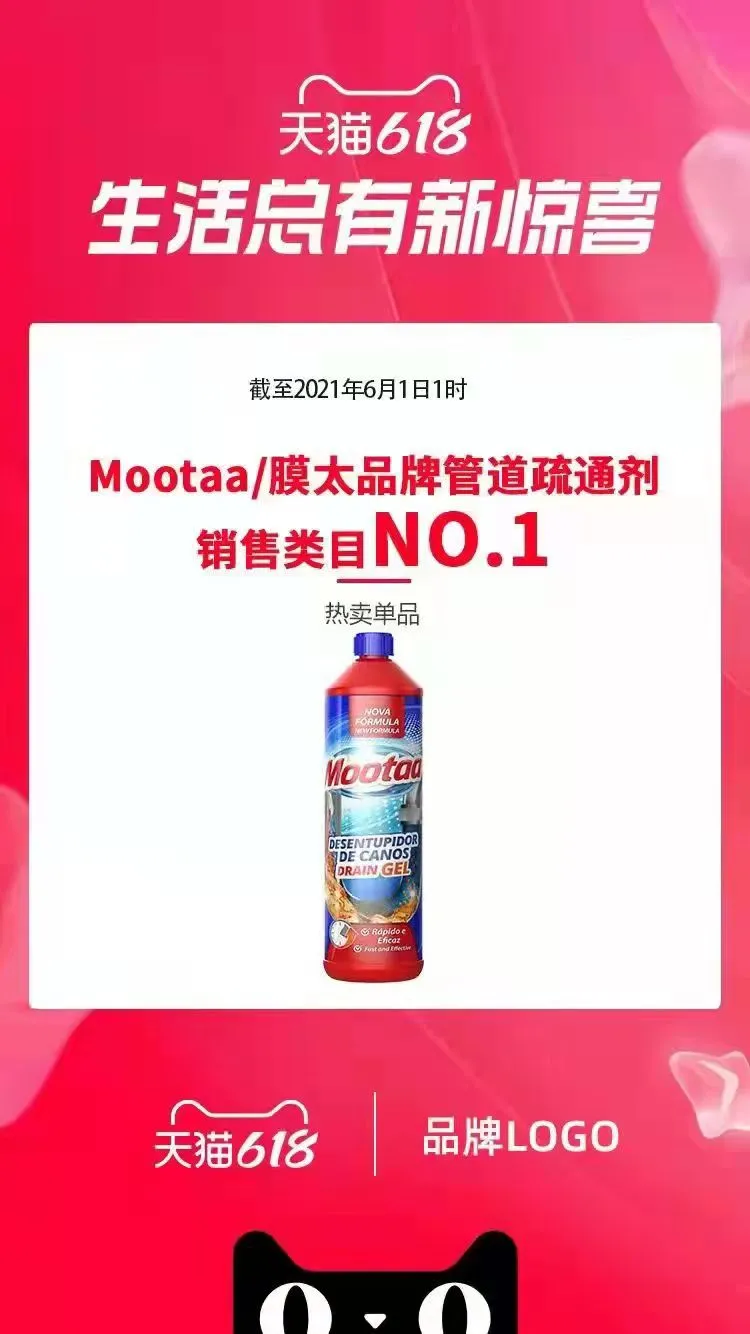 天猫618
生活总有新惊喜
截至2021年6月1日1时
Mootaa/膜太品牌管道疏通剂
销售类目NO.1
热卖单品
NOVA
FÓRMULA
NEW FORMULA
Mootaa
DESENTUPIDOR
DE CANOS
DRAIN GEL
Rápido e
Eficaz
Fast and Effective
天猫618
品牌LOGO